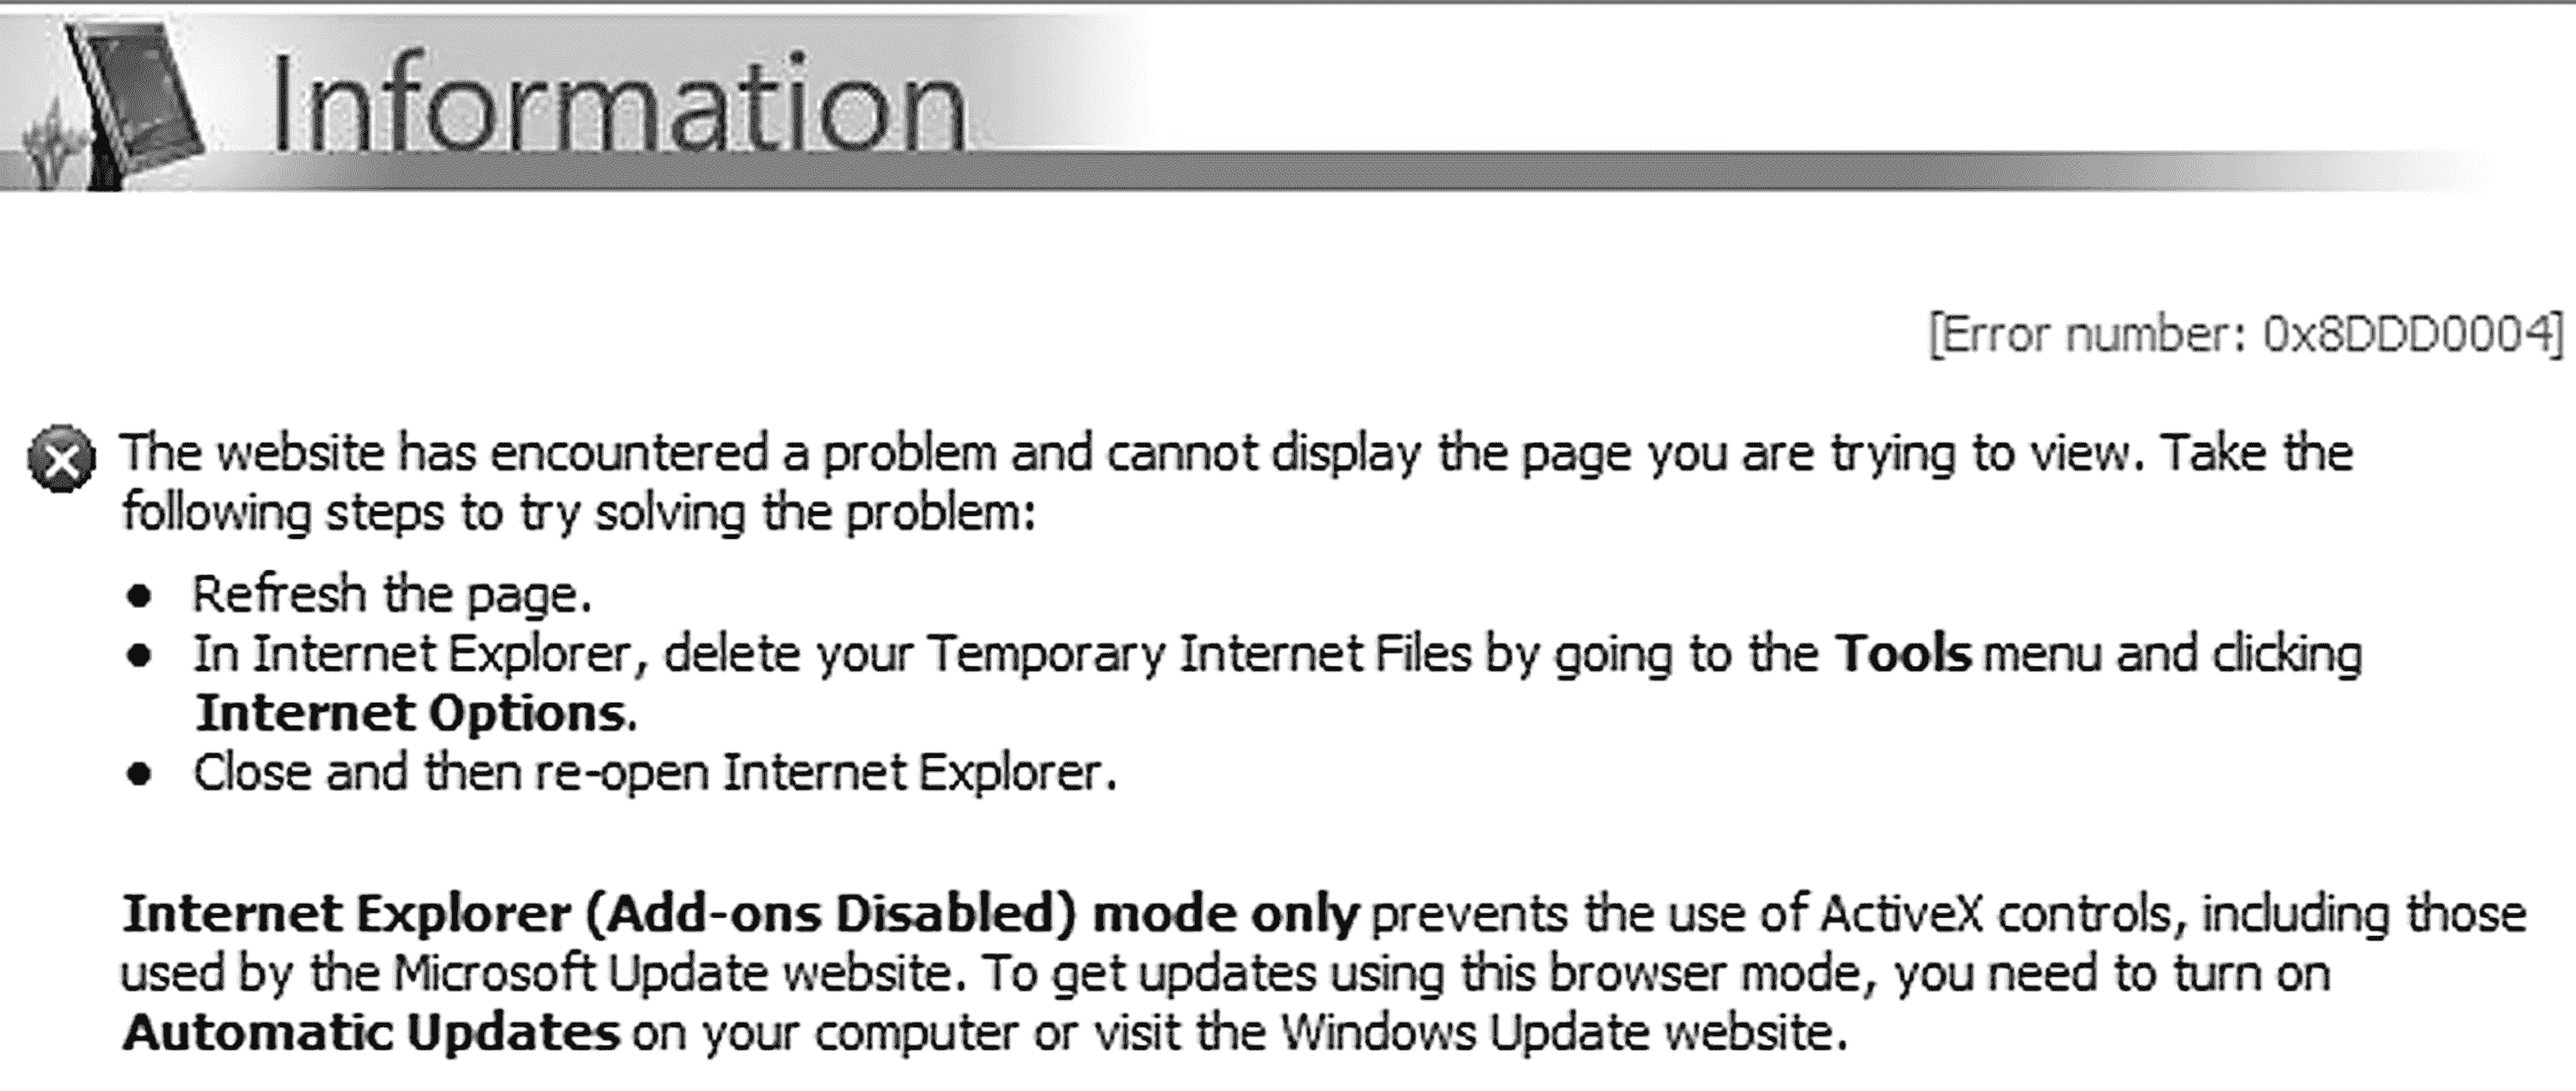 Information
[Error number: 0x8DDD0004]
The website has encountered a problem and cannot display the page you are trying to view. Take the
following steps to try solving the problem:
● Refresh the page.
● In Internet Explorer, delete your Temporary Internet Files by going to the Tools menu and clicking
Internet Options.
● Close and then re-open Internet Explorer.
Internet Explorer (Add-ons Disabled) mode only prevents the use of ActiveX controls, including those
used by the Microsoft Update website. To get updates using this browser mode, you need to turn on
Automatic Updates on your computer or visit the Windows Update website.